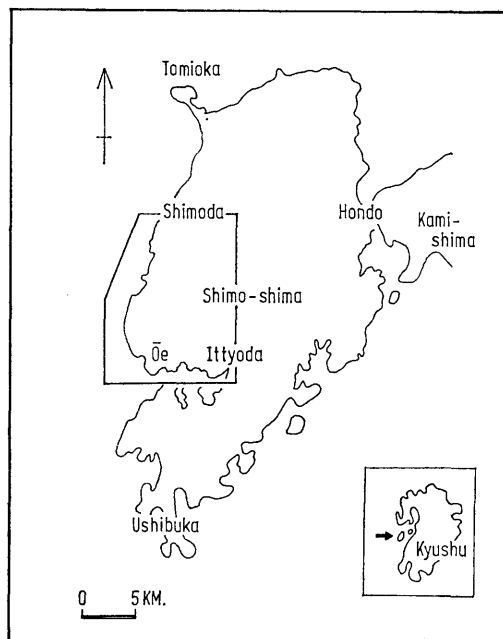 Tomioka
Shimoda
Hondo
Kami-
shima
Shimo-shima
Ōe
Ittyoda
Ushibuka
Kyushu
0 5 KM.